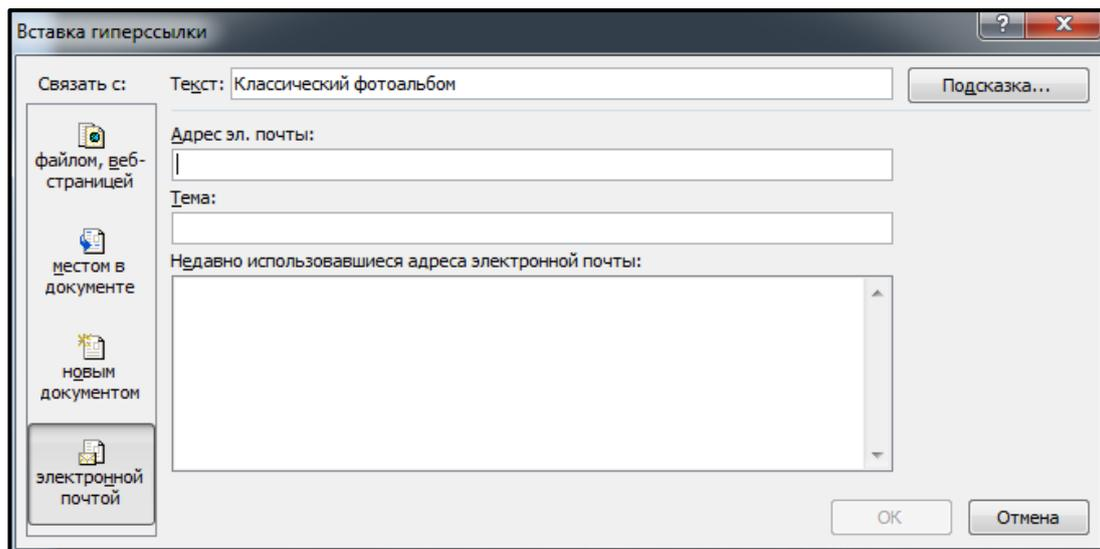 Вставка гиперссылки
?
X
Связать с:
Текст: Классический фотоальбом
Подсказка...
файлом, веб-
страницей
местом в
документе
новым
документом
электронной
почтой
Адрес эл. почты:
Тема:
Недавно использовавшиеся адреса электронной почты:
OK
Отмена